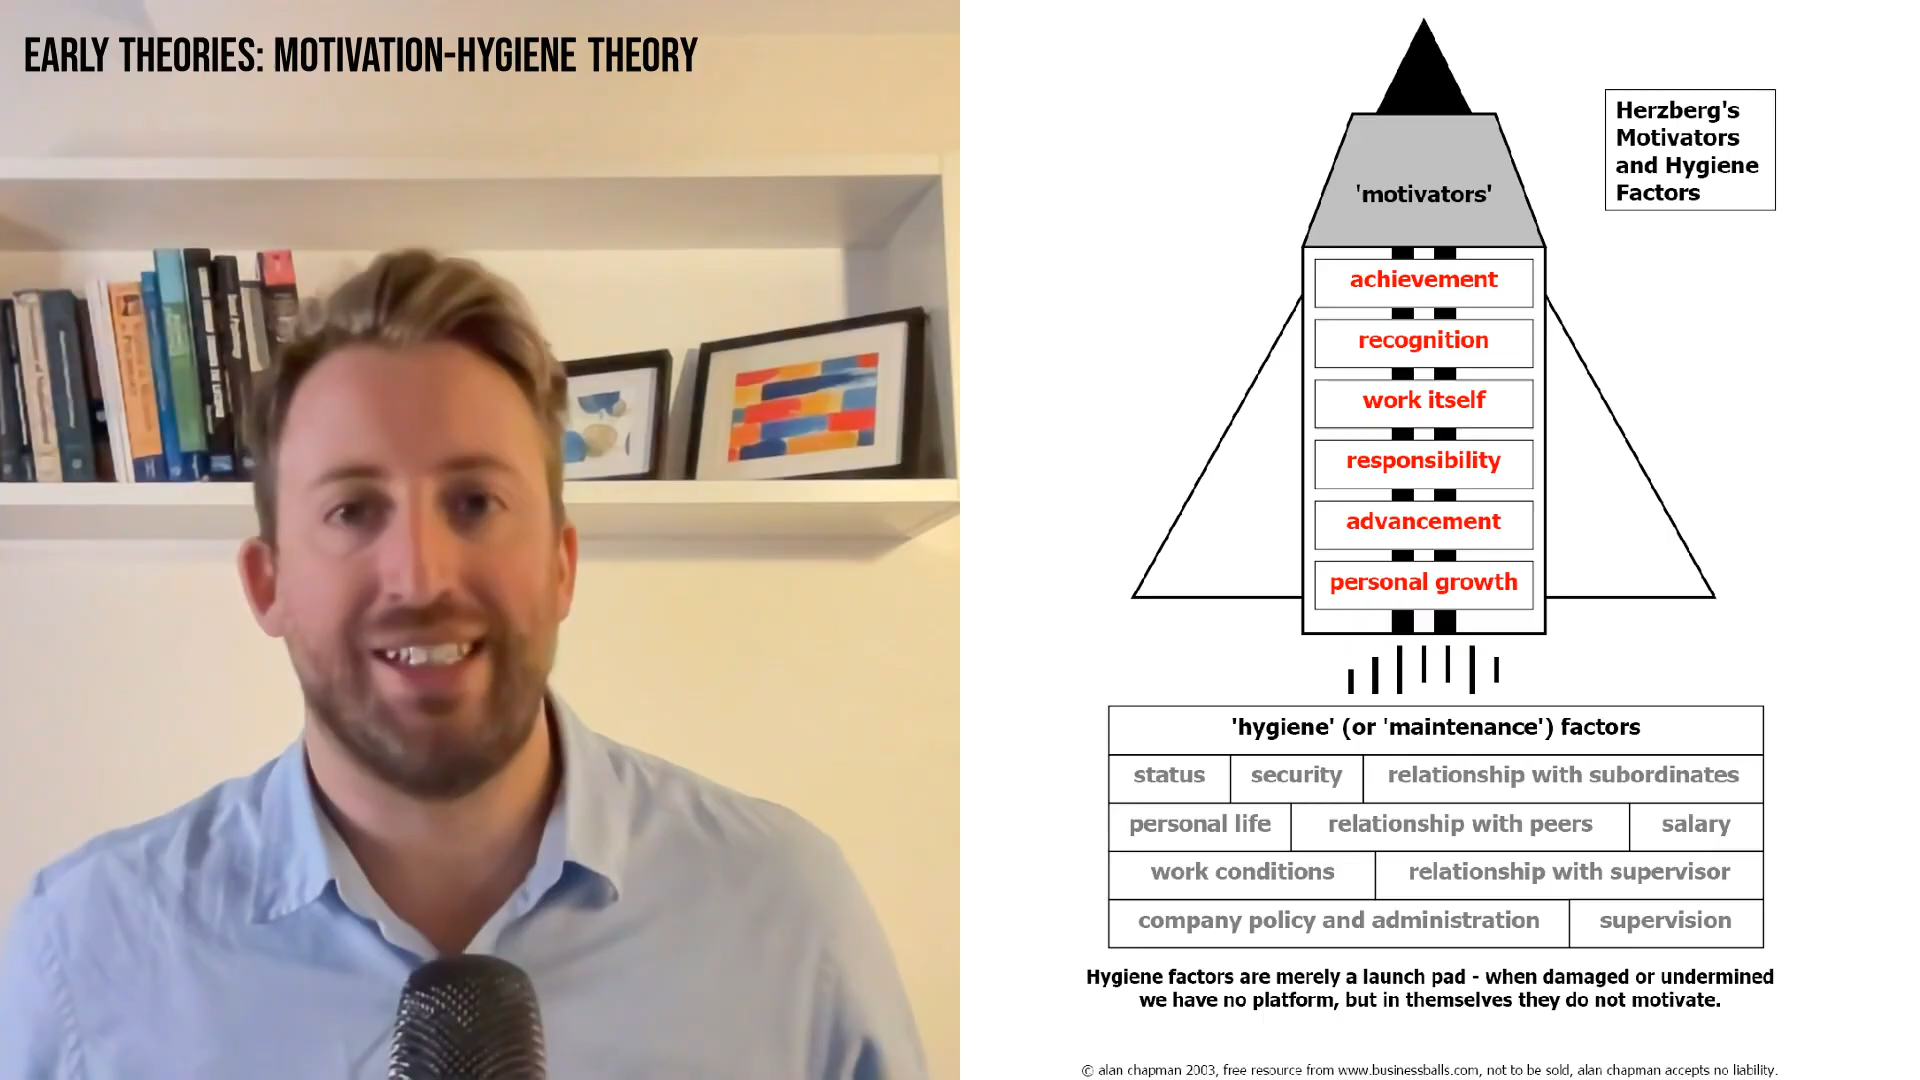 EARLY THEORIES: MOTIVATION-HYGIENE THEORY
Herzberg's
Motivators
and Hygiene
Factors
'motivators'
achievement
recognition
work itself
responsibility
advancement
personal growth
'hygiene' (or 'maintenance') factors
status security relationship with subordinates
personal life relationship with peers salary
work conditions relationship with supervisor
company policy and administration supervision
Hygiene factors are merely a launch pad - when damaged or undermined
we have no platform, but in themselves they do not motivate.
© alan chapman 2003, free resource from www.businessballs.com, not to be sold, alan chapman accepts no liability.